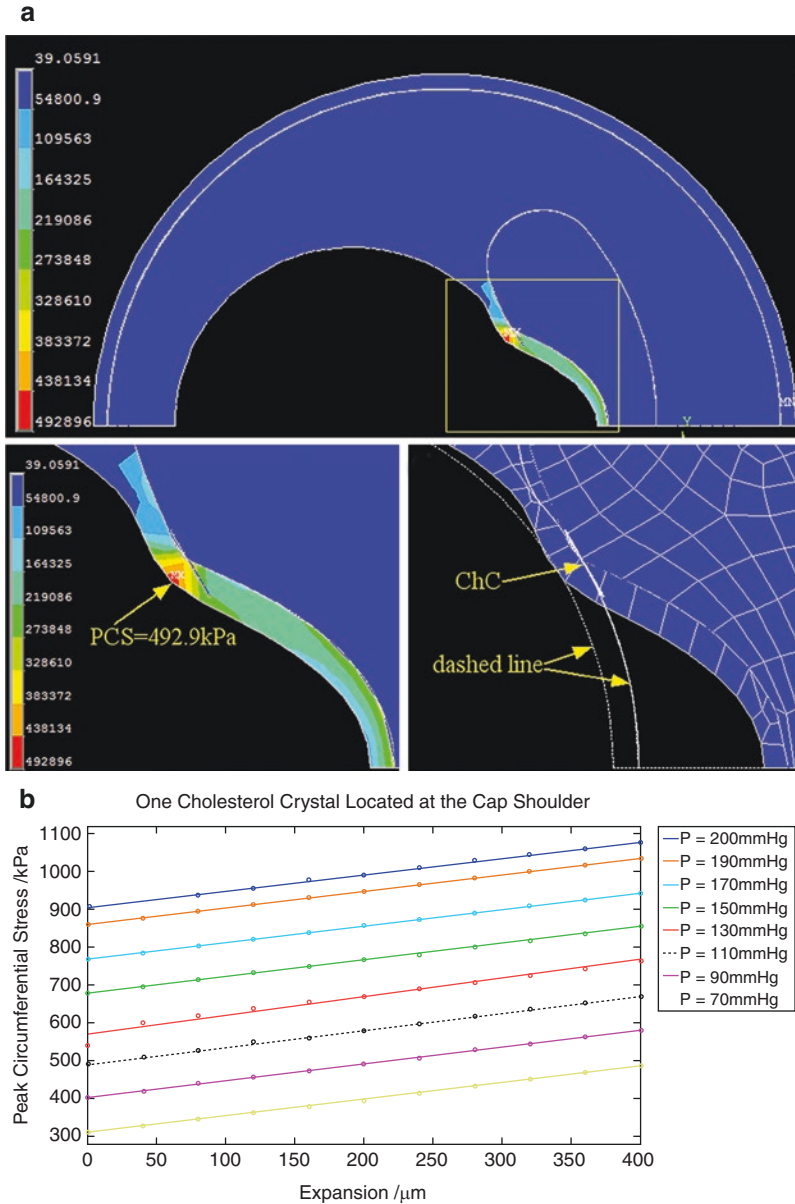 a
39.0591
54800.9
109563
164325
219086
273848
328610
383372
438134
492896
MN
Y
39.0591
54800.9
109563
164325
219086
273848
328610
383372
438134
492896
PCS=492.9kPa
ChC
dashed line
b
One Cholesterol Crystal Located at the Cap Shoulder
Peak Circumferential Stress /kPa
1100
1000
900
800
700
600
500
400
300
0
50
100
150
200
250
300
350
400
Expansion /μm
P = 200mmHg
P = 190mmHg
P = 170mmHg
P = 150mmHg
P = 130mmHg
P = 110mmHg
P = 90mmHg
P = 70mmHg